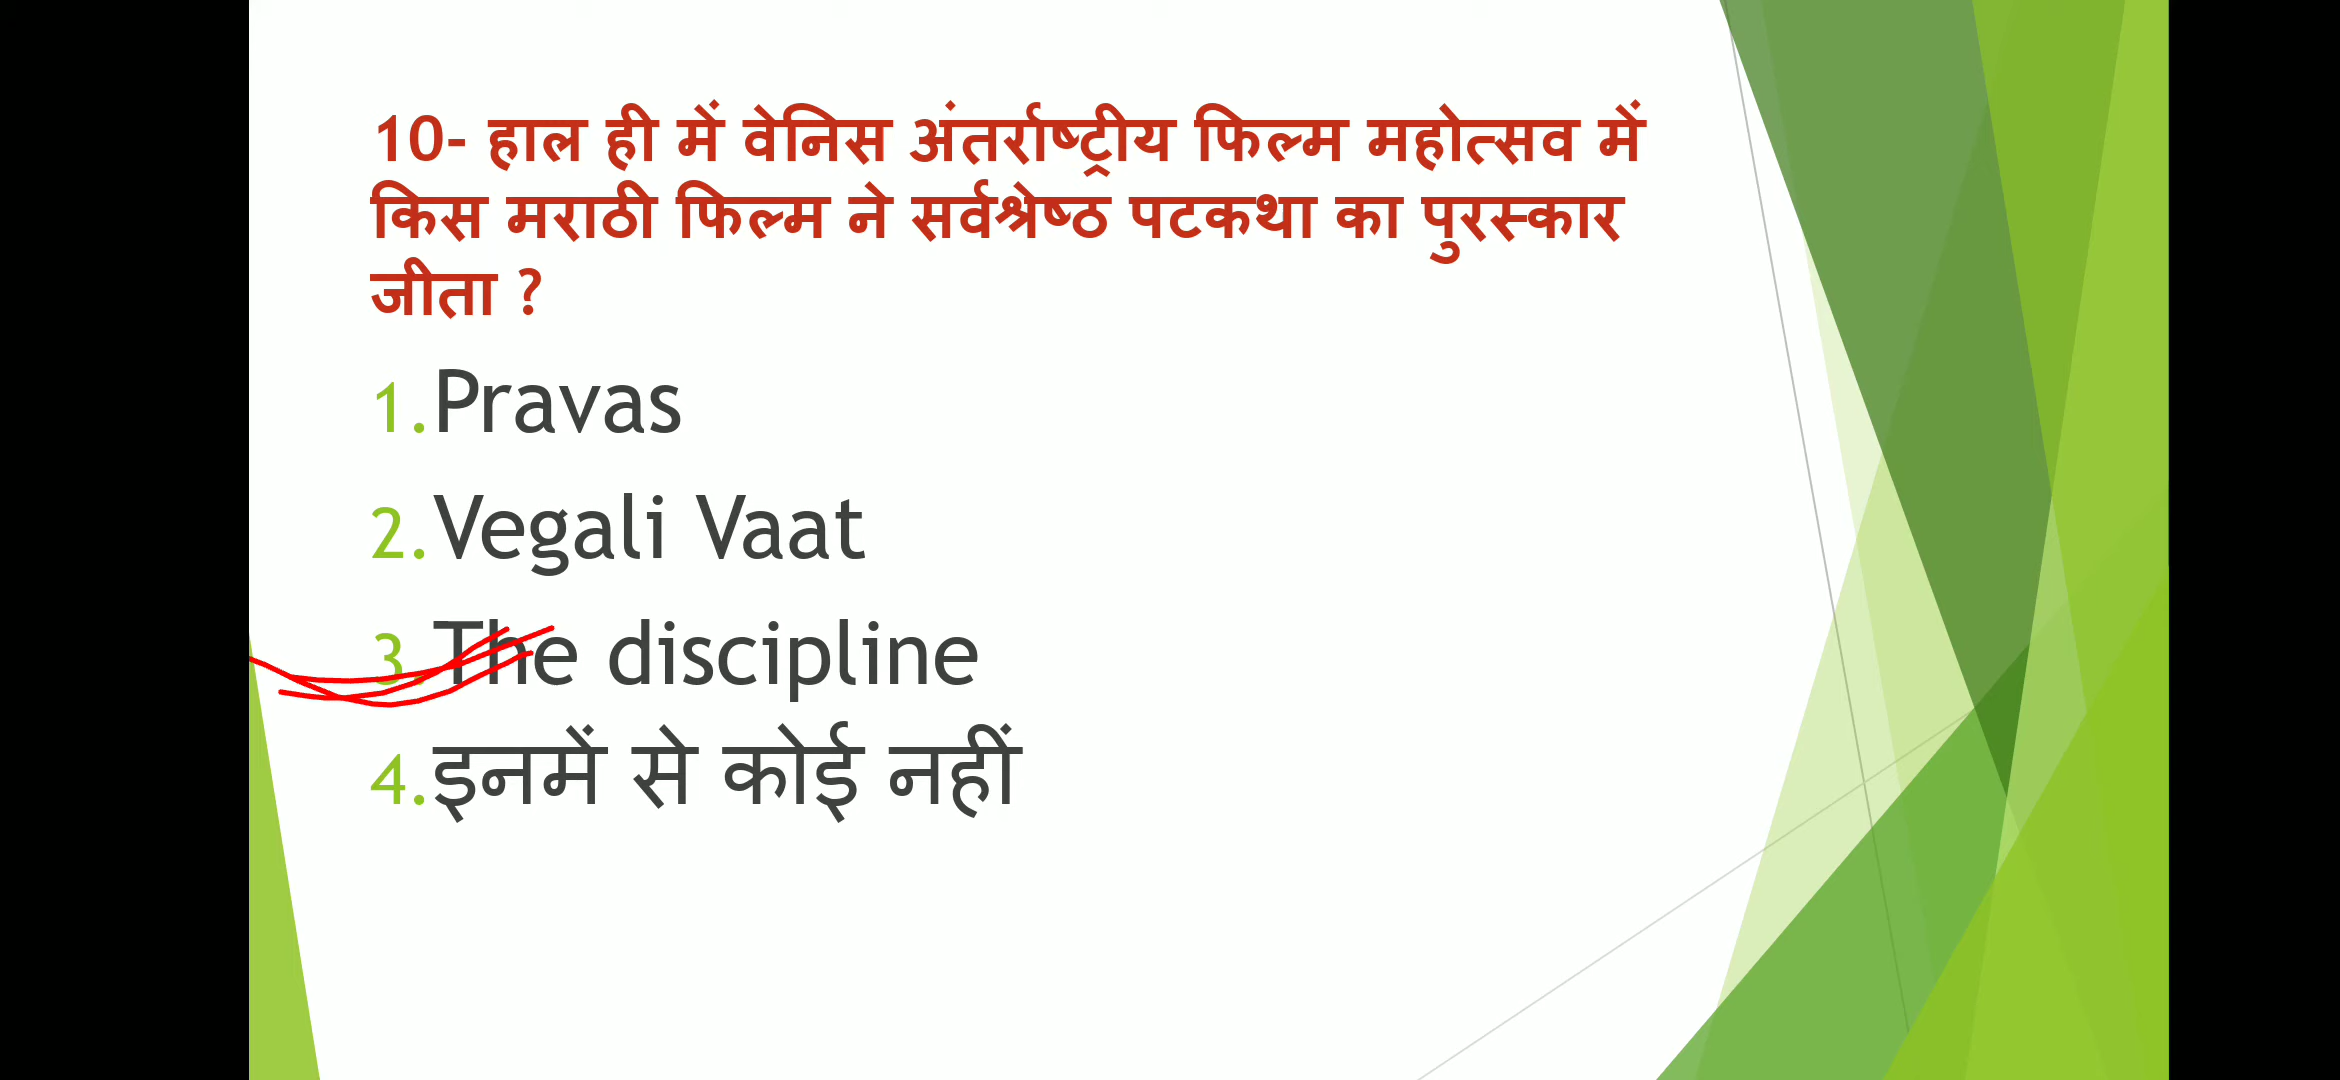 10- हाल ही में वेनिस अंतर्राष्ट्रीय फिल्म महोत्सव में
किस मराठी फिल्म ने सर्वश्रेष्ठ पटकथा का पुरस्कार
जीता ?
1.Pravas
2.Vegali Vaat
3.The discipline
4.इनमें से कोई नहीं